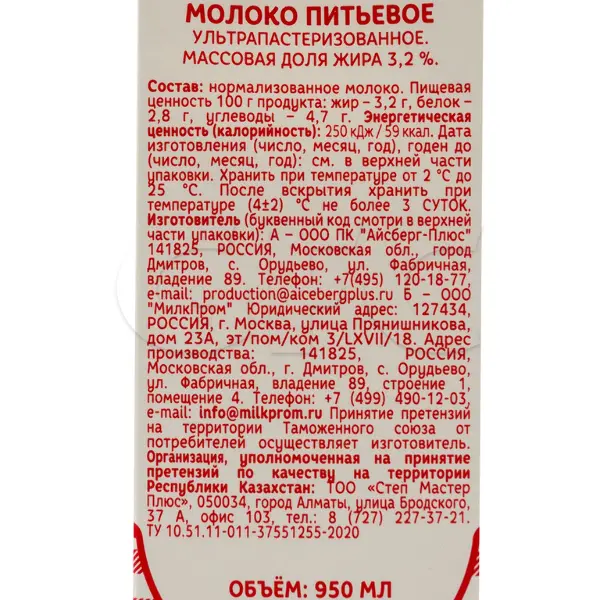 МОЛОКО ПИТЬЕВОЕ
УЛЬТРАПАСТЕРИЗОВАННОЕ.
МАССОВАЯ ДОЛЯ ЖИРА 3,2 %.
Состав: нормализованное молоко. Пищевая
ценность 100 г продукта: жир – 3,2 г, белок –
2,8 г, углеводы – 4,7 г. Энергетическая
ценность (калорийность): 250 кДж / 59 ккал. Дата
изготовления (число, месяц, год), годен до
(число, месяц, год): см. в верхней части
упаковки. Хранить при температуре от 2 °C до
25 °C. После вскрытия хранить при
температуре (4±2) °C не более 3 СУТОК.
Изготовитель (буквенный код смотри в верхней
части упаковки): А – ООО ПК "Айсберг-Плюс"
141825, РОССИЯ, Московская обл., город
Дмитров, с. Орудьево, ул. Фабричная,
владение 89. Телефон: +7(495) 120-18-77,
e-mail: production@aicebergplus.ru Б – ООО
"МилкПром" Юридический адрес: 127434,
РОССИЯ, г. Москва, улица Прянишникова,
дом 23А, эт/пом/ком 3/LXVII/18. Адрес
производства: 141825, РОССИЯ,
Московская обл., г. Дмитров, с. Орудьево,
ул. Фабричная, владение 89, строение 1,
помещение 4. Телефон: +7 (499) 490-12-03,
e-mail: info@milkprom.ru Принятие претензий
на территории Таможенного союза от
потребителей осуществляет изготовитель.
Организация, уполномоченная на принятие
претензий по качеству на территории
Республики Казахстан: ТОО «Степ Мастер
Плюс», 050034, город Алматы, улица Бродского,
37 А, офис 103, тел.: 8 (727) 227-37-21.
ТУ 10.51.11-011-37551255-2020
ОБЪЁМ: 950 МЛ